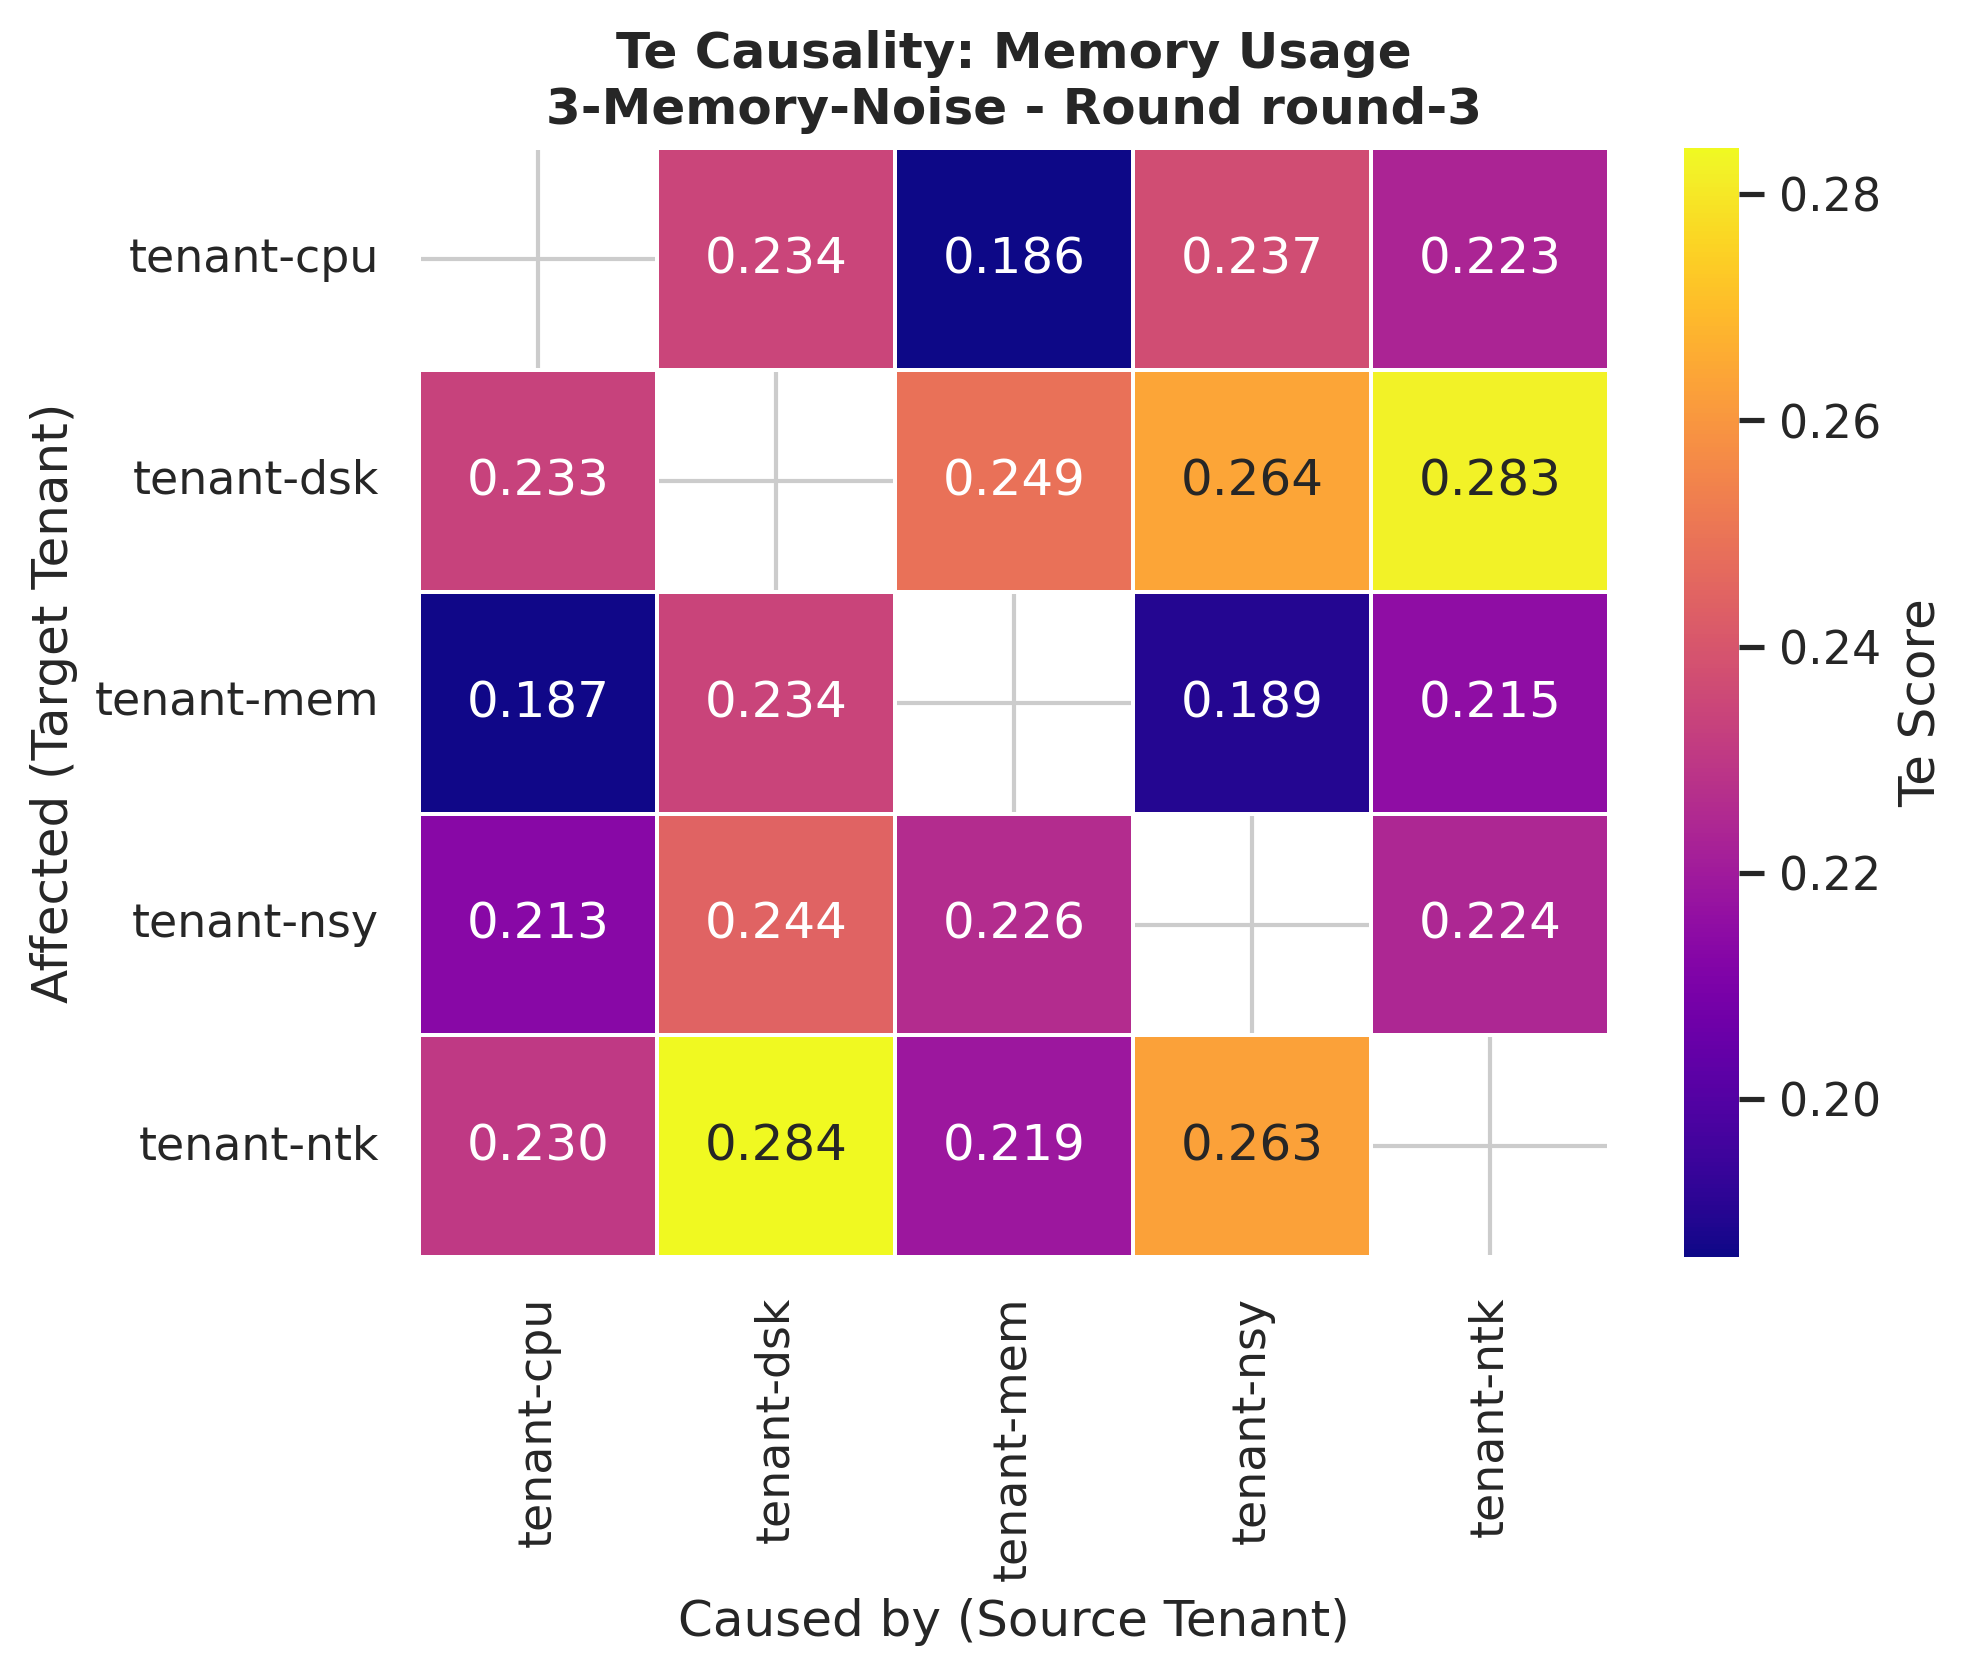 Te Causality: Memory Usage
3-Memory-Noise - Round round-3
tenant-cpu
0.234
0.186
0.237
0.223
tenant-dsk
0.233
0.249
0.264
0.283
tenant-mem
0.187
0.234
0.189
0.215
tenant-nsy
0.213
0.244
0.226
0.224
tenant-ntk
0.230
0.284
0.219
0.263
Affected (Target Tenant)
tenant-cpu
tenant-dsk
tenant-mem
tenant-nsy
tenant-ntk
Caused by (Source Tenant)
0.28
0.26
0.24
0.22
0.20
Te Score